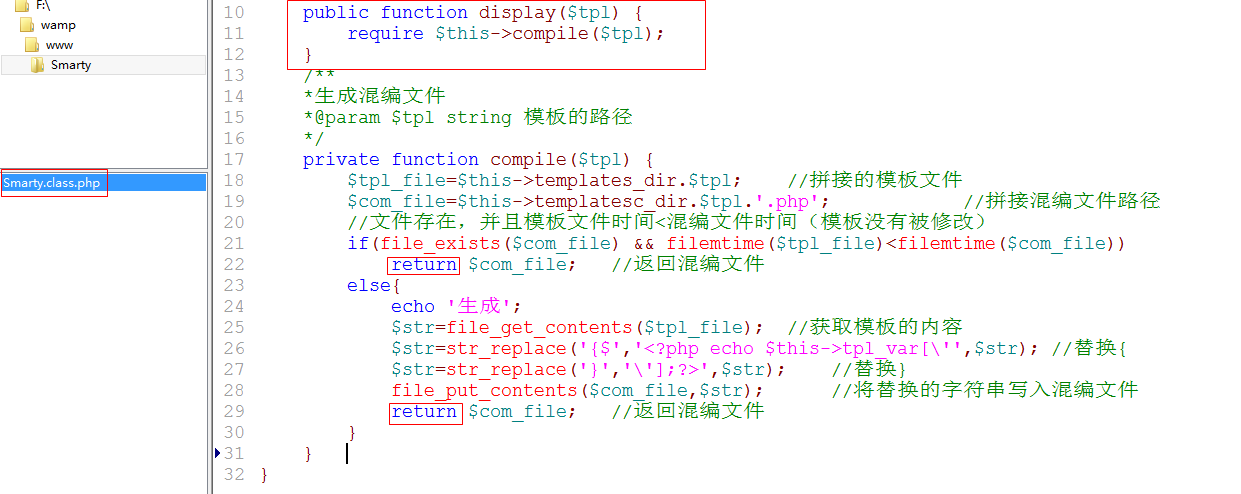 F:\
wamp
www
Smarty
Smarty.class.php
10 public function display($tpl) {
11 require $this->compile($tpl);
12 }
13 /**
14 *生成混编文件
15 *@param $tpl string 模板的路径
16 */
17 private function compile($tpl) {
18 $tpl_file=$this->templates_dir.$tpl; //拼接的模板文件
19 $com_file=$this->templatesc_dir.$tpl.'.php'; //拼接混编文件路径
20 //文件存在，并且模板文件时间<混编文件时间（模板没有被修改）
21 if(file_exists($com_file) && filemtime($tpl_file)<filemtime($com_file))
22 return $com_file; //返回混编文件
23 else{
24 echo '生成';
25 $str=file_get_contents($tpl_file); //获取模板的内容
26 $str=str_replace('{$','<?php echo $this->tpl_var[\'',$str); //替换{
27 $str=str_replace('}','\'];?>',$str); //替换}
28 file_put_contents($com_file,$str); //将替换的字符串写入混编文件
29 return $com_file; //返回混编文件
30 }
31 }
32 }